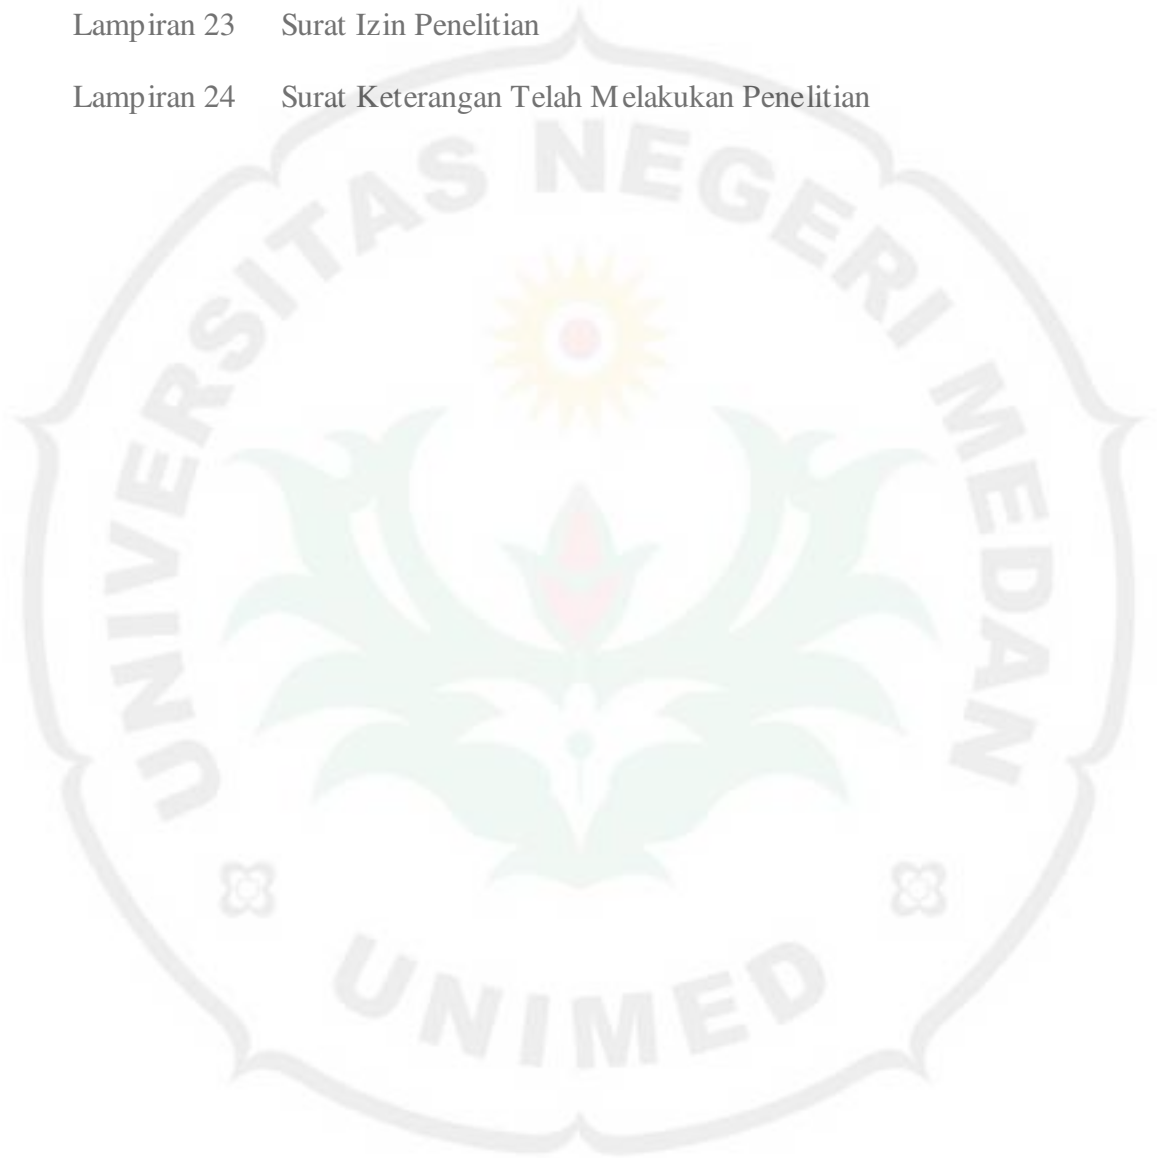 Lampiran 23 Surat Izin Penelitian
Lampiran 24 Surat Keterangan Telah Melakukan Penelitian
UNIVERSITAS NEGERI MEDAN
UNIMED